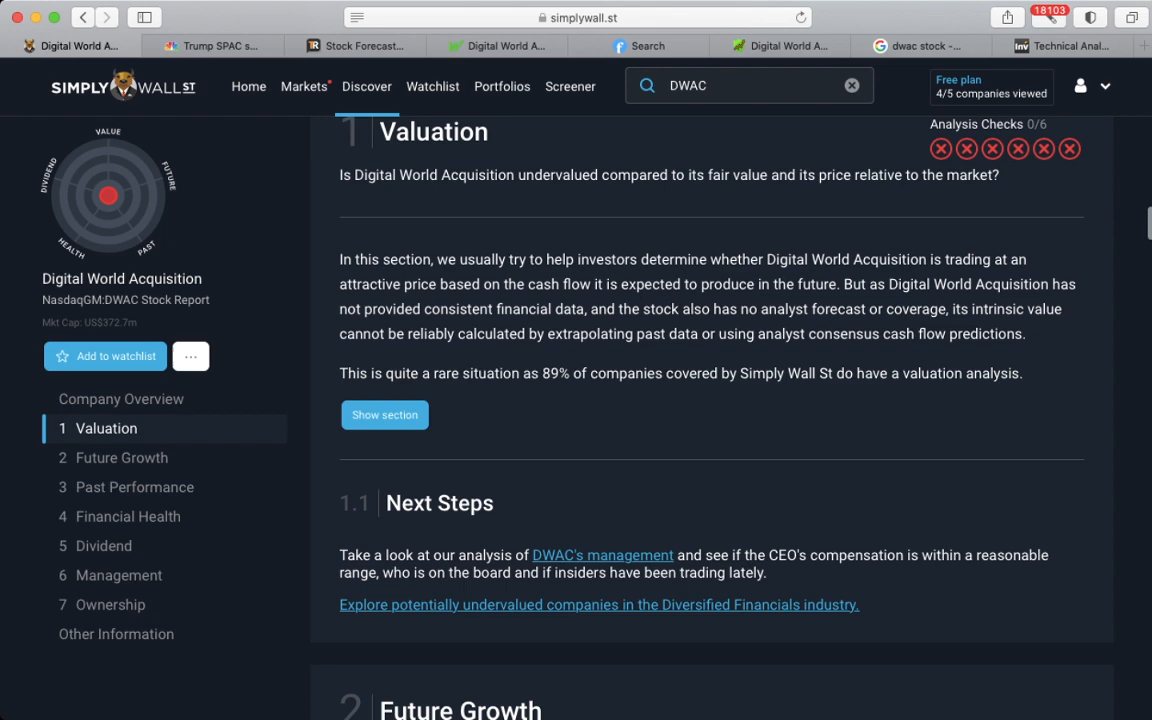 simplywall.st
18103
Digital World A...
Trump SPAC s...
Stock Forecast...
Digital World A...
Search
Digital World A...
dwac stock -...
Technical Anal...
SIMPLY WALL ST
Home
Markets
Discover
Watchlist
Portfolios
Screener
DWAC
Free plan
4/5 companies viewed
VALUE
FUTURE
PAST
HEALTH
DIVIDEND
Digital World Acquisition
NasdaqGM:DWAC Stock Report
Mkt Cap: US$372.7m
Add to watchlist
...
Company Overview
1 Valuation
2 Future Growth
3 Past Performance
4 Financial Health
5 Dividend
6 Management
7 Ownership
Other Information
1 Valuation
Analysis Checks 0/6
Is Digital World Acquisition undervalued compared to its fair value and its price relative to the market?
In this section, we usually try to help investors determine whether Digital World Acquisition is trading at an
attractive price based on the cash flow it is expected to produce in the future. But as Digital World Acquisition has
not provided consistent financial data, and the stock also has no analyst forecast or coverage, its intrinsic value
cannot be reliably calculated by extrapolating past data or using analyst consensus cash flow predictions.
This is quite a rare situation as 89% of companies covered by Simply Wall St do have a valuation analysis.
Show section
1.1 Next Steps
Take a look at our analysis of DWAC's management and see if the CEO's compensation is within a reasonable
range, who is on the board and if insiders have been trading lately.
Explore potentially undervalued companies in the Diversified Financials industry.
2 Future Growth